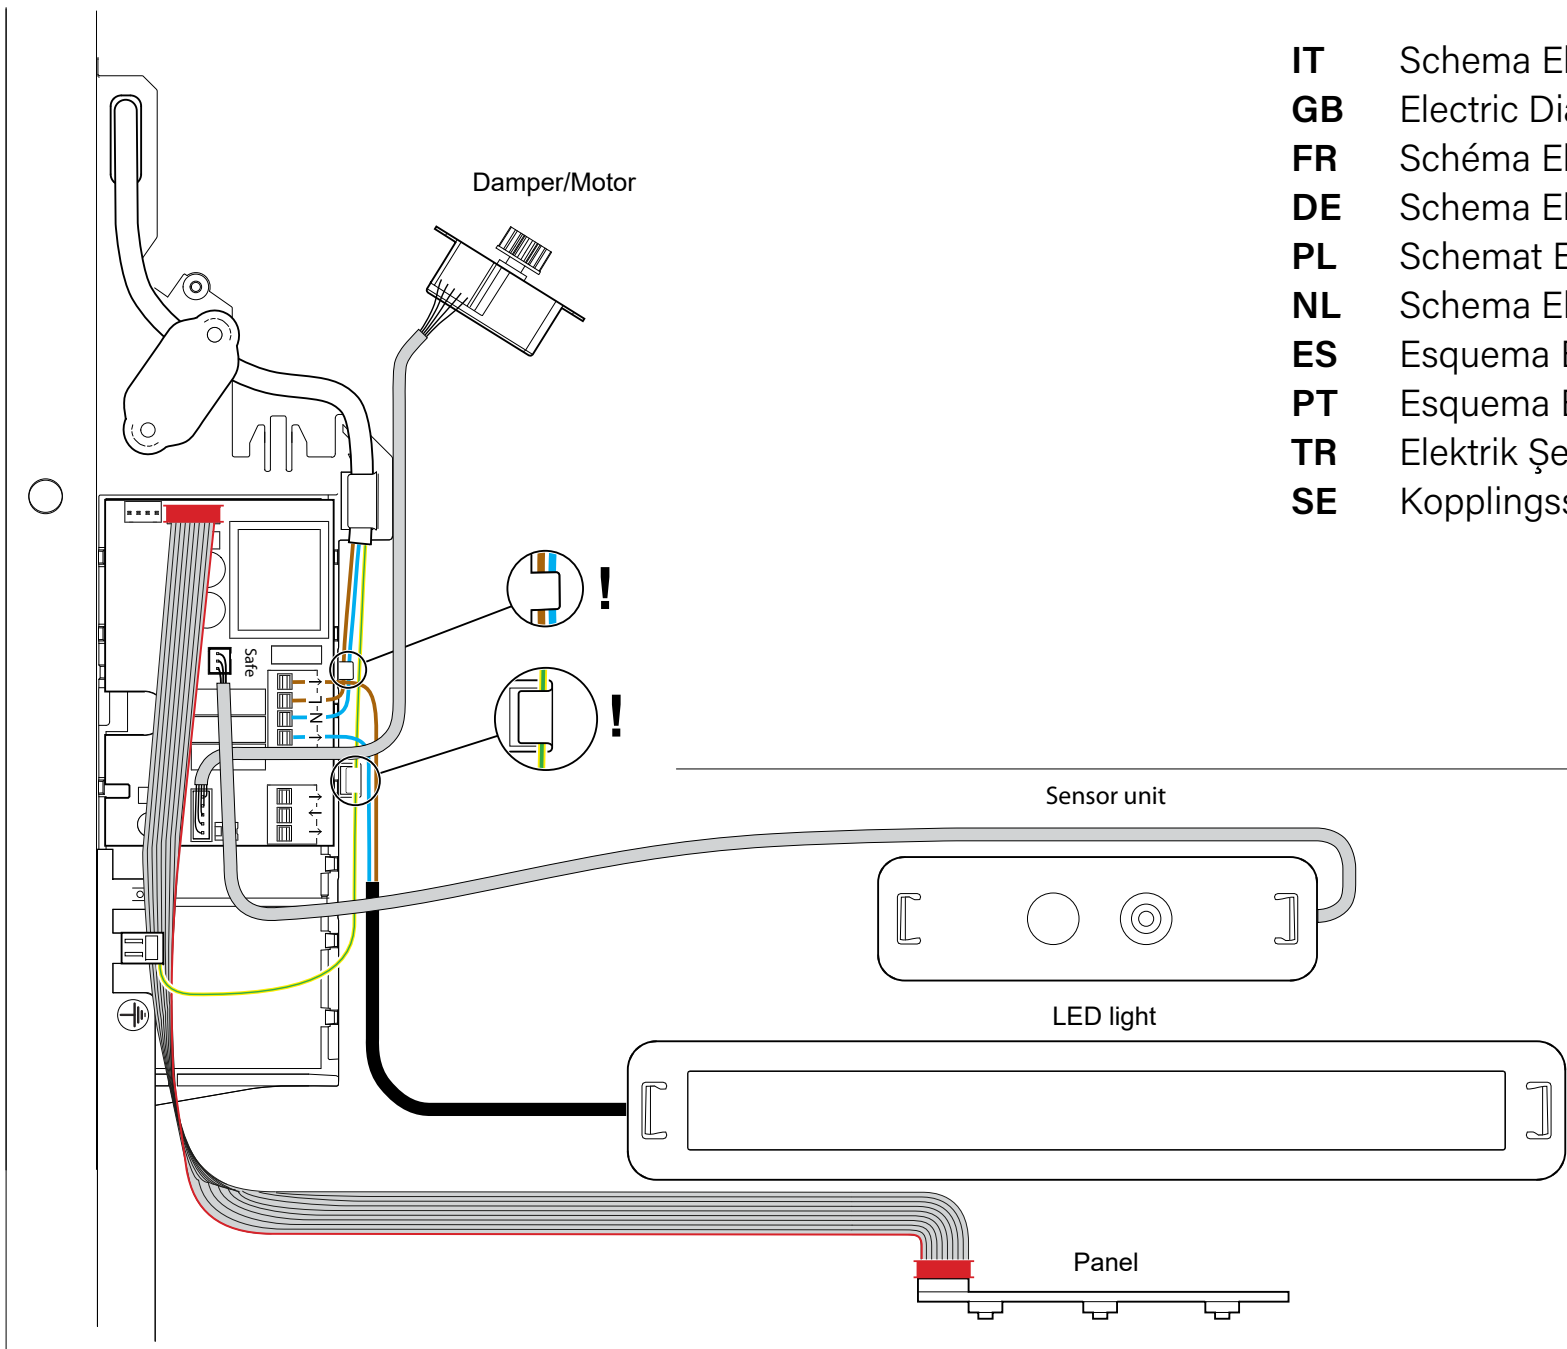 IT Schema El
GB Electric Dia
FR Schéma El
DE Schema El
PL Schemat E
NL Schema El
ES Esquema E
PT Esquema E
TR Elektrik Şe
SE Kopplingss
Damper/Motor
!
Safe
L
N
!
Sensor unit
LED light
Panel